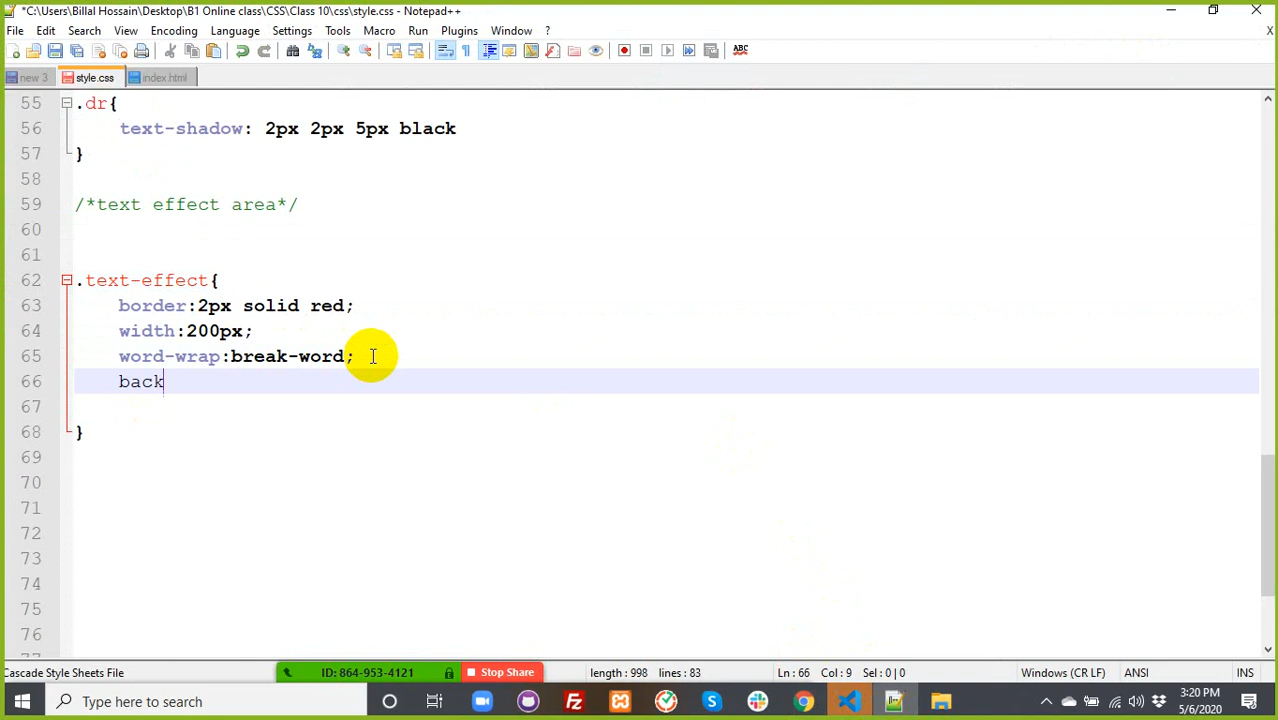 *C:\Users\Billal Hossain\Desktop\B1 Online class\CSS\Class 10\css\style.css - Notepad++
File Edit Search View Encoding Language Settings Tools Macro Run Plugins Window ? X
ABC
new 3 style.css index.html
55 .dr{
56 text-shadow: 2px 2px 5px black
57 }
58
59 /*text effect area*/
60
61
62 .text-effect{
63 border:2px solid red;
64 width:200px;
65 word-wrap:break-word;
66 back
67
68 }
69
70
71
72
73
74
75
76
Cascade Style Sheets File ID: 864-953-4121 Stop Share length : 998 lines : 83 Ln : 66 Col : 9 Sel : 0 | 0 Windows (CR LF) ANSI INS
Type here to search 3:20 PM
5/6/2020